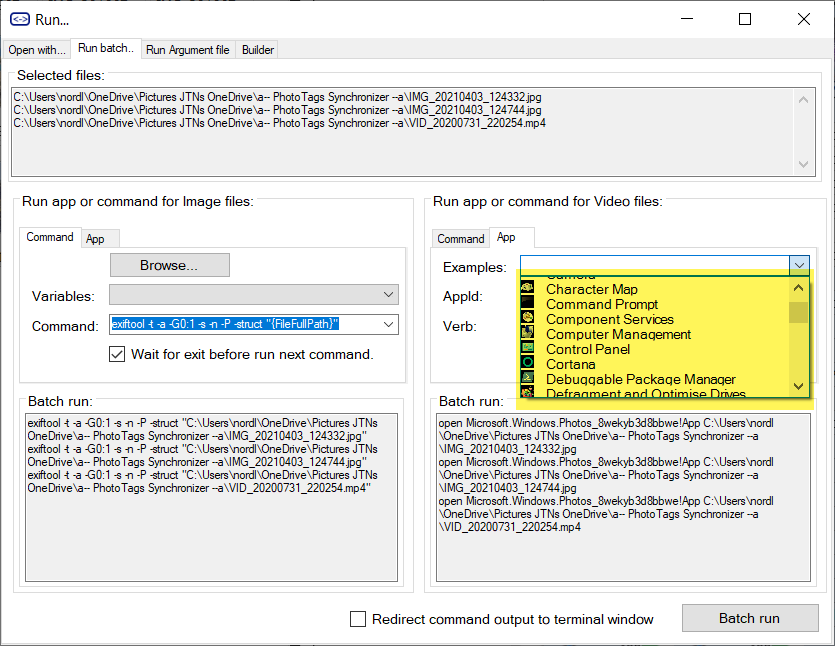 Run...
Open with...
Run batch..
Run Argument file
Builder
Selected files:
C:\Users\nordl\OneDrive\Pictures JTNs OneDrive\a-- PhotoTags Synchronizer --a\IMG_20210403_124332.jpg
C:\Users\nordl\OneDrive\Pictures JTNs OneDrive\a-- PhotoTags Synchronizer --a\IMG_20210403_124744.jpg
C:\Users\nordl\OneDrive\Pictures JTNs OneDrive\a-- PhotoTags Synchronizer --a\VID_20200731_220254.mp4
Run app or command for Image files:
Command
App
Browse...
Variables:
Command:
exiftool -t -a -G0:1 -s -n -P -struct "{FileFullPath}"
Wait for exit before run next command.
Batch run:
exiftool -t -a -G0:1 -s -n -P -struct "C:\Users\nordl\OneDrive\Pictures JTNs
OneDrive\a-- PhotoTags Synchronizer --a\IMG_20210403_124332.jpg"
exiftool -t -a -G0:1 -s -n -P -struct "C:\Users\nordl\OneDrive\Pictures JTNs
OneDrive\a-- PhotoTags Synchronizer --a\IMG_20210403_124744.jpg"
exiftool -t -a -G0:1 -s -n -P -struct "C:\Users\nordl\OneDrive\Pictures JTNs
OneDrive\a-- PhotoTags Synchronizer --a\VID_20200731_220254.mp4"
Run app or command for Video files:
Command
App
Examples:
AppId:
Verb:
Character Map
Command Prompt
Component Services
Computer Management
Control Panel
Cortana
Debuggable Package Manager
Defragment and Optimise Drives
Batch run:
open Microsoft.Windows.Photos_8wekyb3d8bbwe!App C:\Users\nordl
\OneDrive\Pictures JTNs OneDrive\a-- PhotoTags Synchronizer --a
\IMG_20210403_124332.jpg
open Microsoft.Windows.Photos_8wekyb3d8bbwe!App C:\Users\nordl
\OneDrive\Pictures JTNs OneDrive\a-- PhotoTags Synchronizer --a
\IMG_20210403_124744.jpg
open Microsoft.Windows.Photos_8wekyb3d8bbwe!App C:\Users\nordl
\OneDrive\Pictures JTNs OneDrive\a-- PhotoTags Synchronizer --a
\VID_20200731_220254.mp4
Redirect command output to terminal window
Batch run